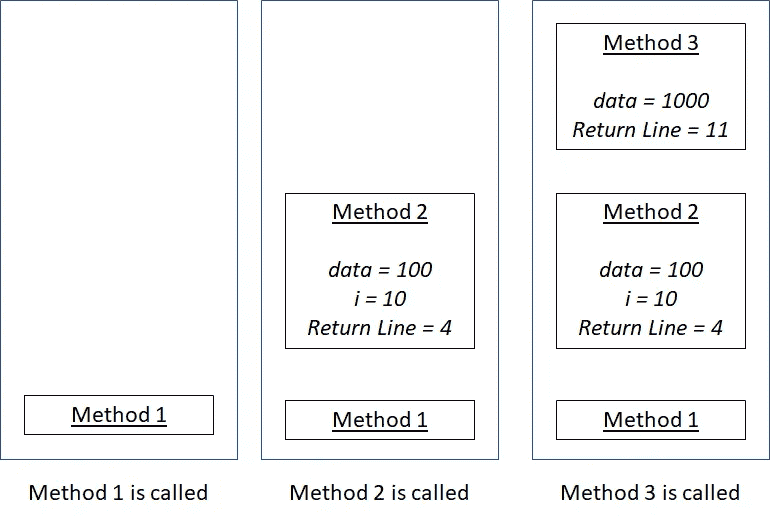 Method 1
Method 1 is called
Method 2
data = 100
i = 10
Return Line = 4
Method 1
Method 2 is called
Method 3
data = 1000
Return Line = 11
Method 2
data = 100
i = 10
Return Line = 4
Method 1
Method 3 is called